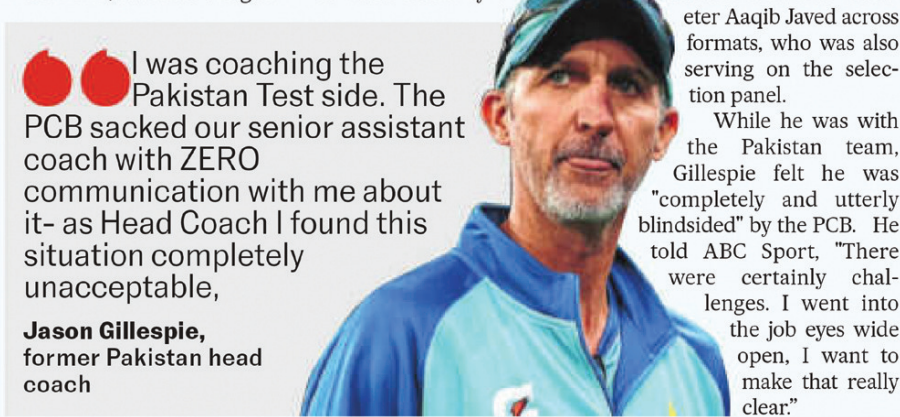 I was coaching the
Pakistan Test side. The
PCB sacked our senior assistant
coach with ZERO
communication with me about
it- as Head Coach I found this
situation completely
unacceptable,
Jason Gillespie,
former Pakistan head
coach
eter Aaqib Javed across
formats, who was also
serving on the selec-
tion panel.
While he was with
the Pakistan team,
Gillespie felt he was
"completely and utterly
blindsided" by the PCB. He
told ABC Sport, "There
were certainly chal-
lenges. I went into
the job eyes wide
open, I want to
make that really
clear."